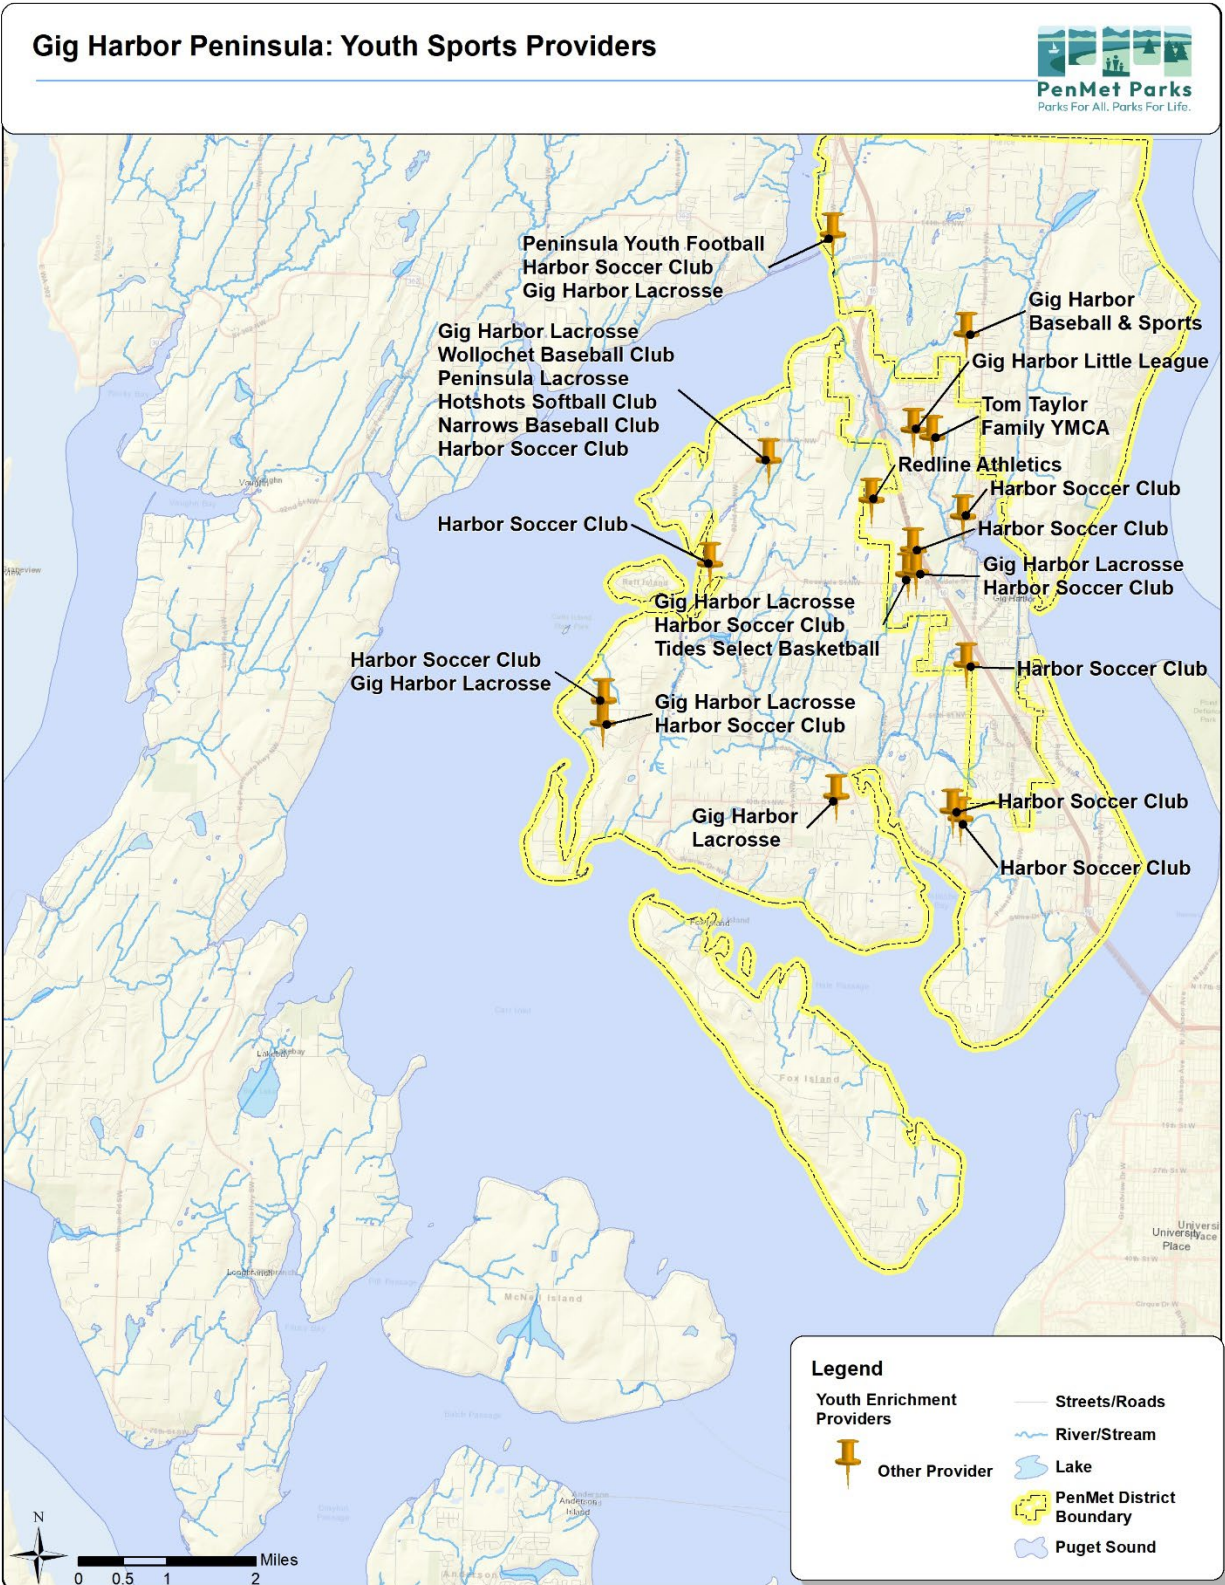 Gig Harbor Peninsula: Youth Sports Providers
PenMet Parks
Parks For All. Parks For Life.
Peninsula Youth Football
Harbor Soccer Club
Gig Harbor Lacrosse
Gig Harbor
Baseball & Sports
Gig Harbor Lacrosse
Wollochet Baseball Club
Peninsula Lacrosse
Hotshots Softball Club
Narrows Baseball Club
Harbor Soccer Club
Gig Harbor Little League
Tom Taylor
Family YMCA
Redline Athletics
Harbor Soccer Club
Harbor Soccer Club
Harbor Soccer Club
Gig Harbor Lacrosse
Harbor Soccer Club
Gig Harbor Lacrosse
Harbor Soccer Club
Tides Select Basketball
Harbor Soccer Club
Gig Harbor Lacrosse
Harbor Soccer Club
Gig Harbor Lacrosse
Harbor Soccer Club
Harbor Soccer Club
Gig Harbor
Lacrosse
Harbor Soccer Club
Vaughn
Raft Island
Fox Island
Lakebay
McNeil Island
University
Place
Anderson
Island
Legend
Youth Enrichment
Providers
Other Provider
Streets/Roads
River/Stream
Lake
PenMet District
Boundary
Puget Sound
N
Miles
0 0.5 1 2